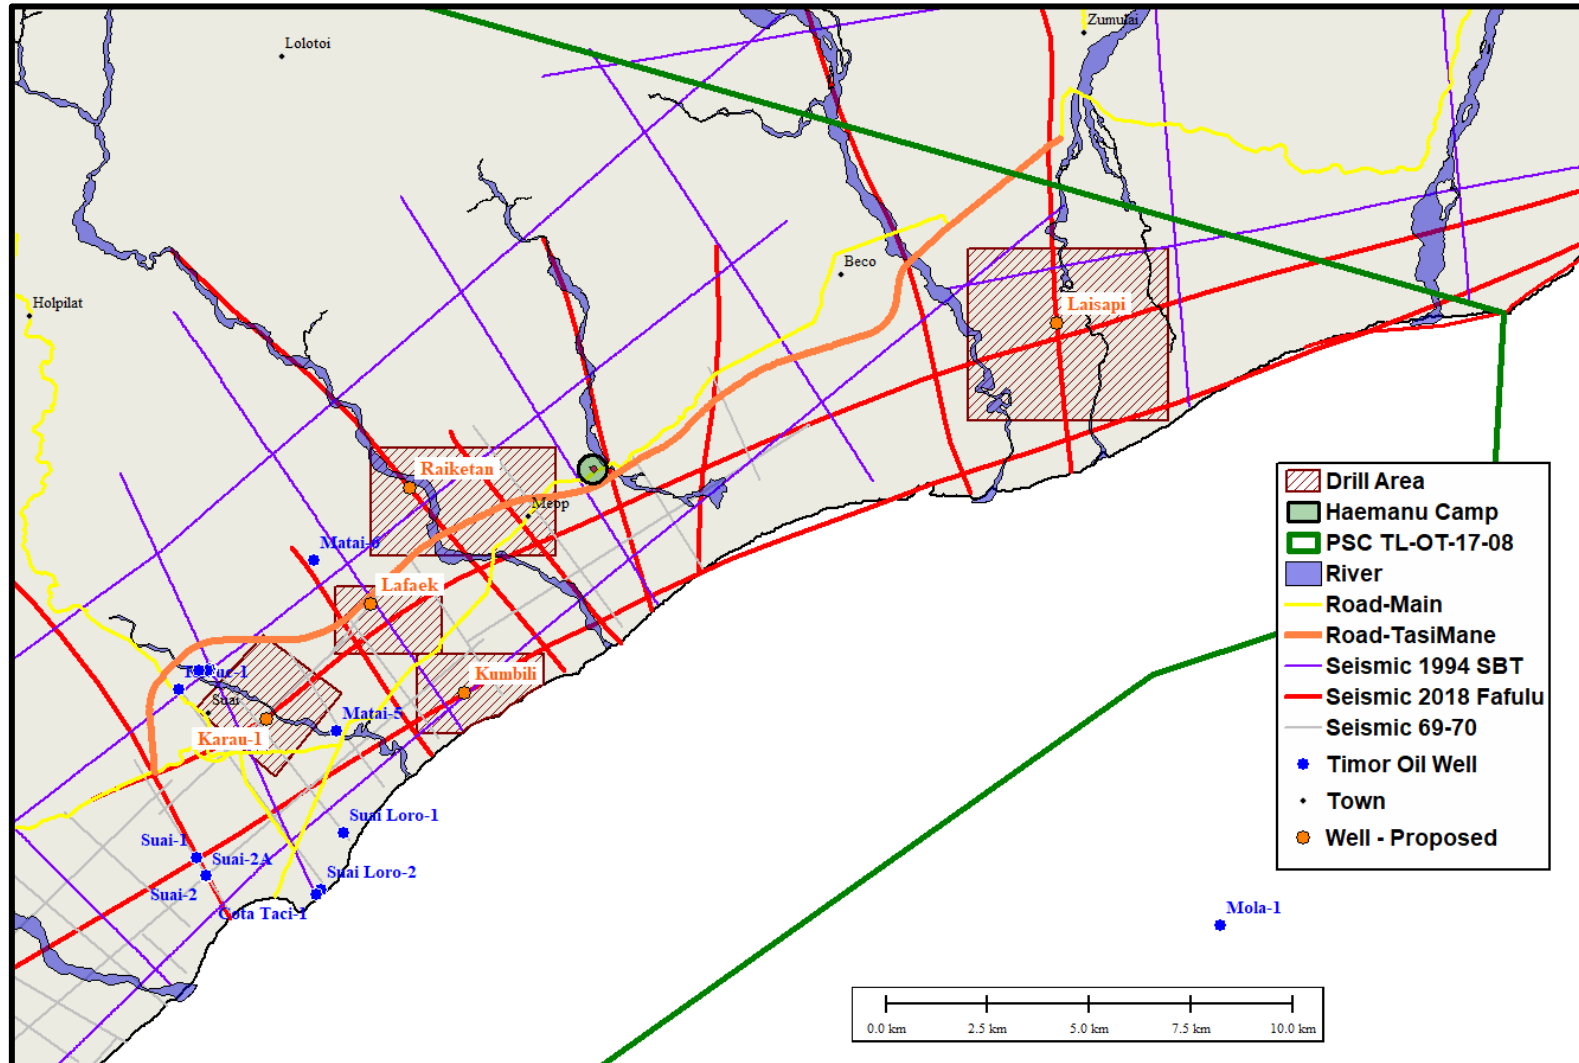 Zumulai
Lolotoi
Beco
Laisapi
Holpilat
Raiketan
Mepp
Matai-6
Lafaek
Kumbili
Suai
Matai-5
Karau-1
Suai Loro-1
Suai-1
Suai-2A
Suai Loro-2
Suai-2
Cota Taci-1
Mola-1
Drill Area
Haemanu Camp
PSC TL-OT-17-08
River
Road-Main
Road-TasiMane
Seismic 1994 SBT
Seismic 2018 Fafulu
Seismic 69-70
Timor Oil Well
Town
Well - Proposed
0.0 km 2.5 km 5.0 km 7.5 km 10.0 km